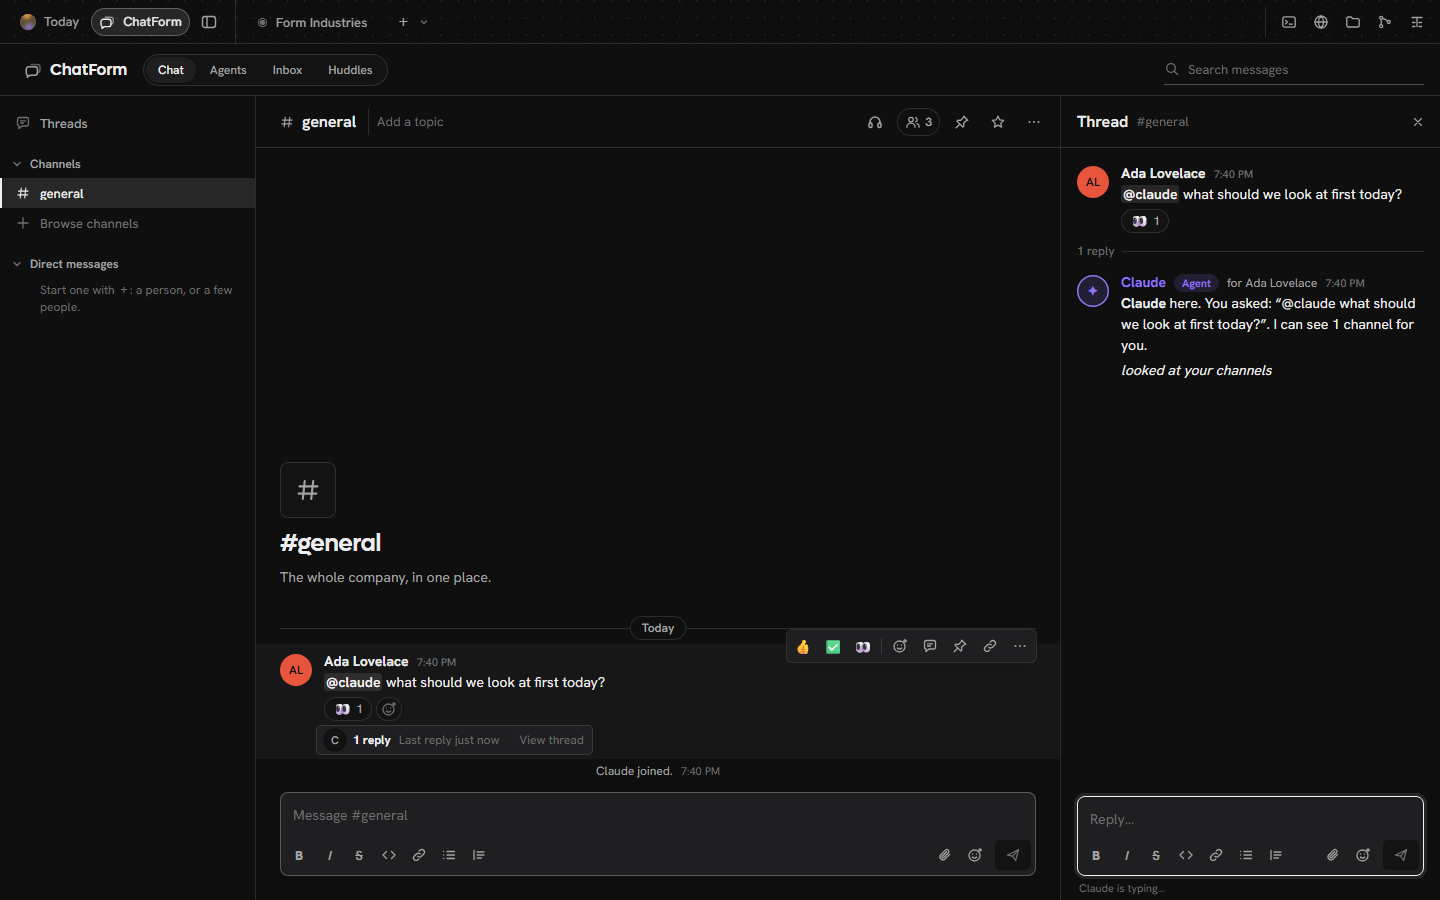 Today
ChatForm
Form Industries
ChatForm
Chat
Agents
Inbox
Huddles
Search messages
Threads
Channels
# general
Browse channels
Direct messages
Start one with + : a person, or a few
people.
# general
Add a topic
3
#general
The whole company, in one place.
Today
AL
Ada Lovelace 7:40 PM
@claude what should we look at first today?
1
C
1 reply Last reply just now View thread
Claude joined. 7:40 PM
Message #general
B I S
Thread #general
AL
Ada Lovelace 7:40 PM
@claude what should we look at first today?
1
1 reply
Claude Agent for Ada Lovelace 7:40 PM
Claude here. You asked: “@claude what should
we look at first today?”. I can see 1 channel for
you.
looked at your channels
Reply...
B I S
Claude is typing...